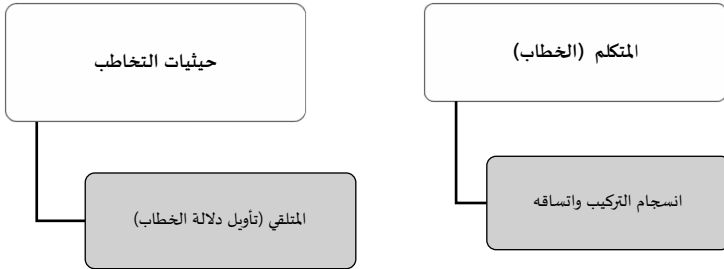 المتكلم (الخطاب)
انسجام التركيب واتساقه
حيثيات التخاطب
المتلقي (تأويل دلالة الخطاب)